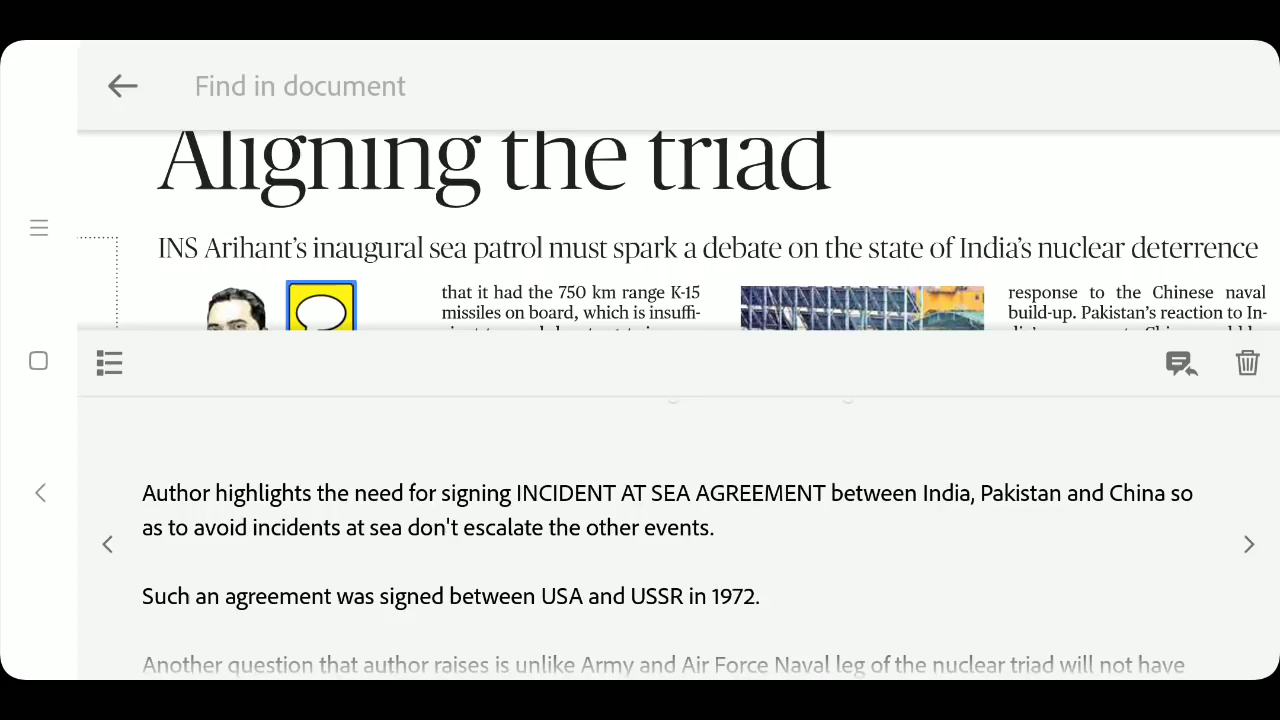 Find in document
Aligning the triad
INS Arihant's inaugural sea patrol must spark a debate on the state of India's nuclear deterrence
that it had the 750 km range K-15
missiles on board, which is insuffi-
response to the Chinese naval
build-up. Pakistan's reaction to In-
Author highlights the need for signing INCIDENT AT SEA AGREEMENT between India, Pakistan and China so
as to avoid incidents at sea don't escalate the other events.
Such an agreement was signed between USA and USSR in 1972.
Another question that author raises is unlike Army and Air Force Naval leg of the nuclear triad will not have